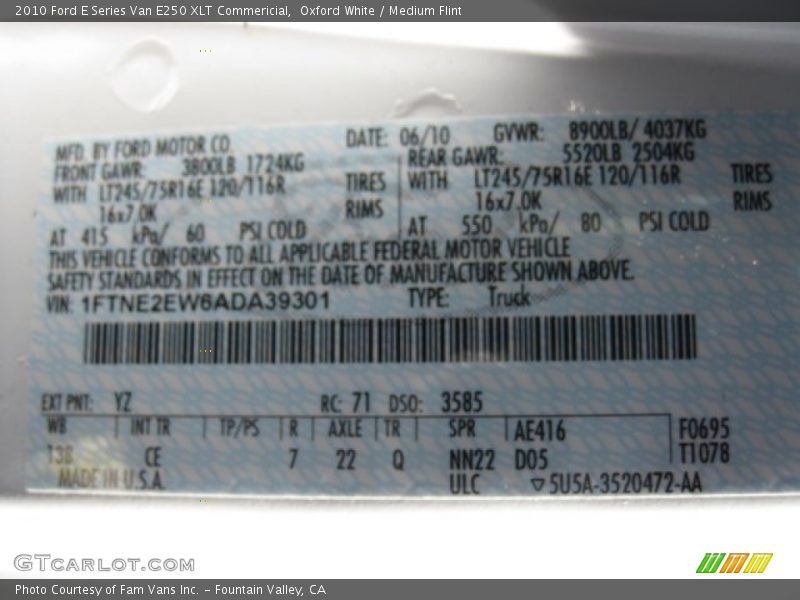 2010 Ford E Series Van E250 XLT Commericial, Oxford White / Medium Flint
MFD. BY FORD MOTOR CO. DATE: 06/10 GVWR: 8900LB/ 4037KG
FRONT GAWR: 3800LB 1724KG REAR GAWR: 5520LB 2504KG
WITH LT245/75R16E 120/116R TIRES WITH LT245/75R16E 120/116R TIRES
16x7.0K RIMS 16x7.0K RIMS
AT 415 kPa/ 60 PSI COLD AT 550 kPa/ 80 PSI COLD
THIS VEHICLE CONFORMS TO ALL APPLICABLE FEDERAL MOTOR VEHICLE
SAFETY STANDARDS IN EFFECT ON THE DATE OF MANUFACTURE SHOWN ABOVE.
VIN: 1FTNE2EW6ADA39301 TYPE: Truck
EXT PNT: YZ RC: 71 DSO: 3585
WB INT TR TP/PS R AXLE TR SPR AE416 F0695
138 CE 7 22 Q NN22 D05 T1078
MADE IN U.S.A. ULC ▽5U5A-3520472-AA
GTCarLot.com
Photo Courtesy of Fam Vans Inc. - Fountain Valley, CA